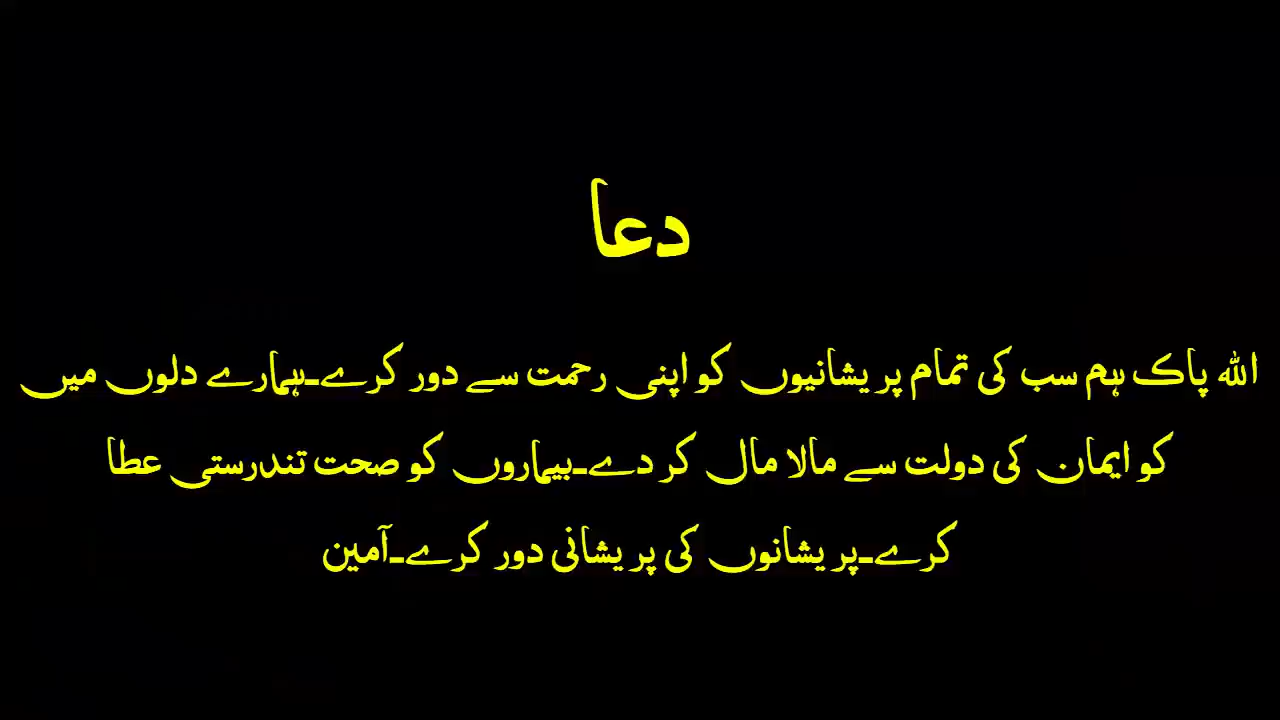 دعا
اللہ پاک ہم سب کی تمام پریشانیوں کو اپنی رحمت سے دور کرے۔ہمارے دلوں میں
کو ایمان کی دولت سے مالا مال کر دے۔بیماروں کو صحت تندرستی عطا
کرے۔پریشانوں کی پریشانی دور کرے۔آمین